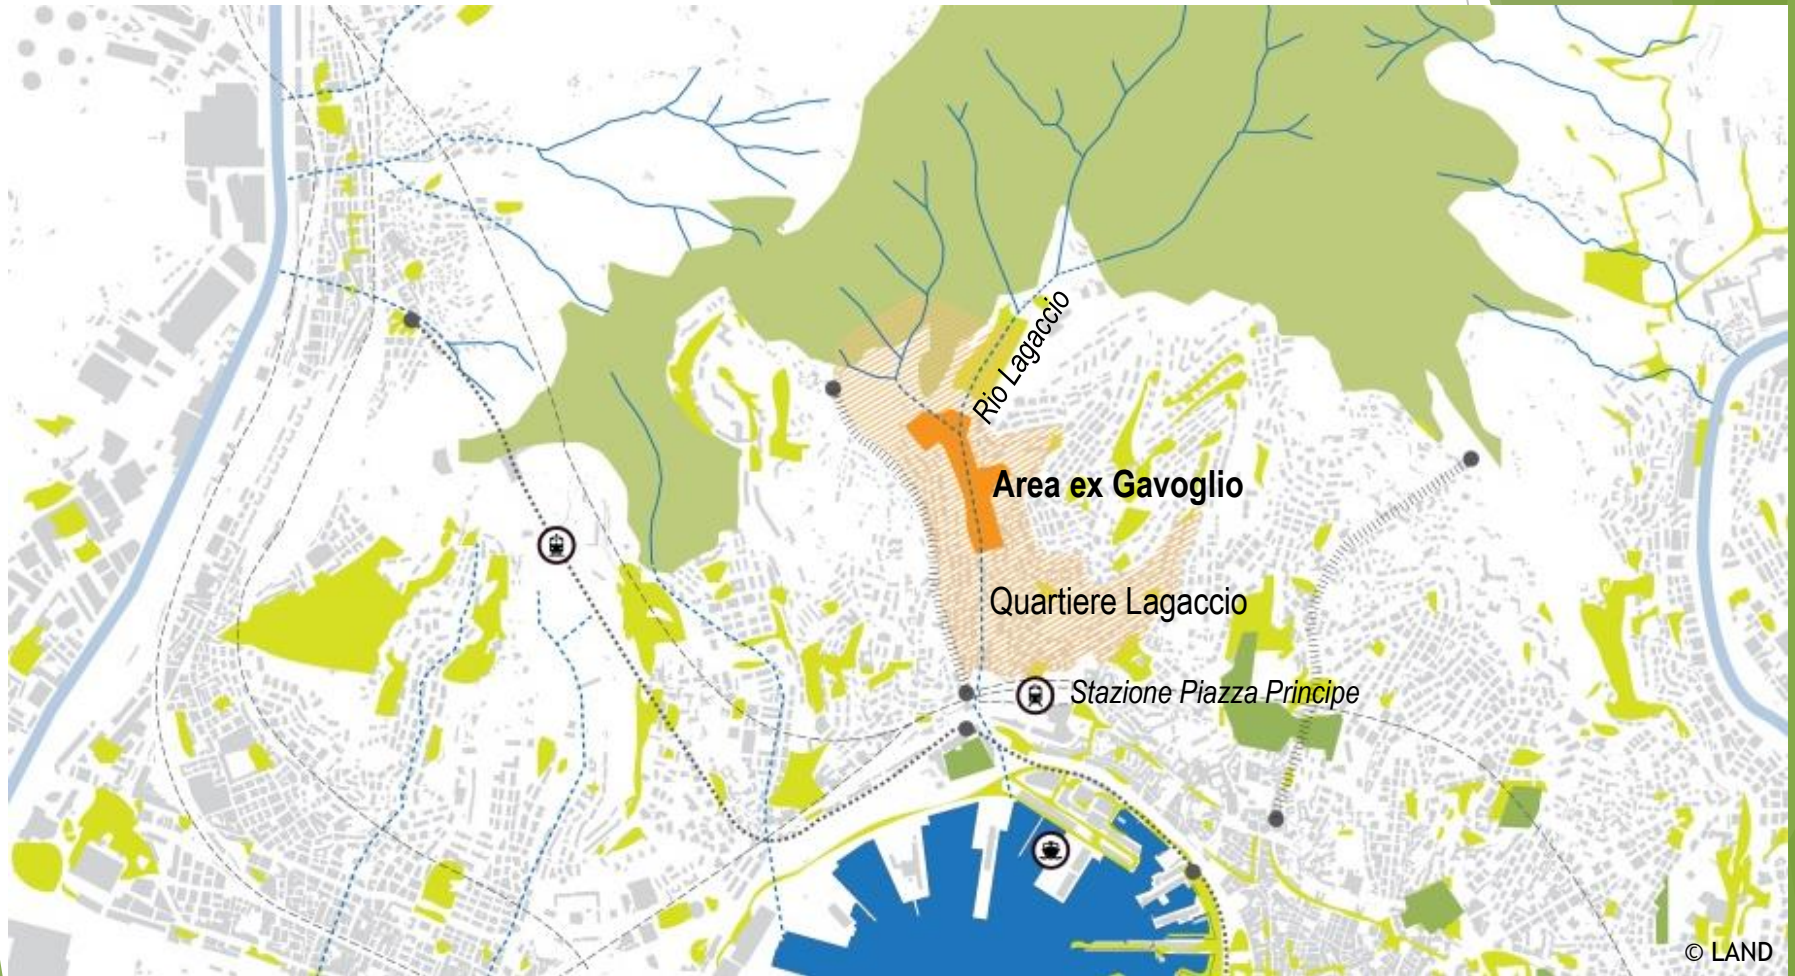 Rio Lagaccio
Area ex Gavoglio
Quartiere Lagaccio
Stazione Piazza Principe
© LAND